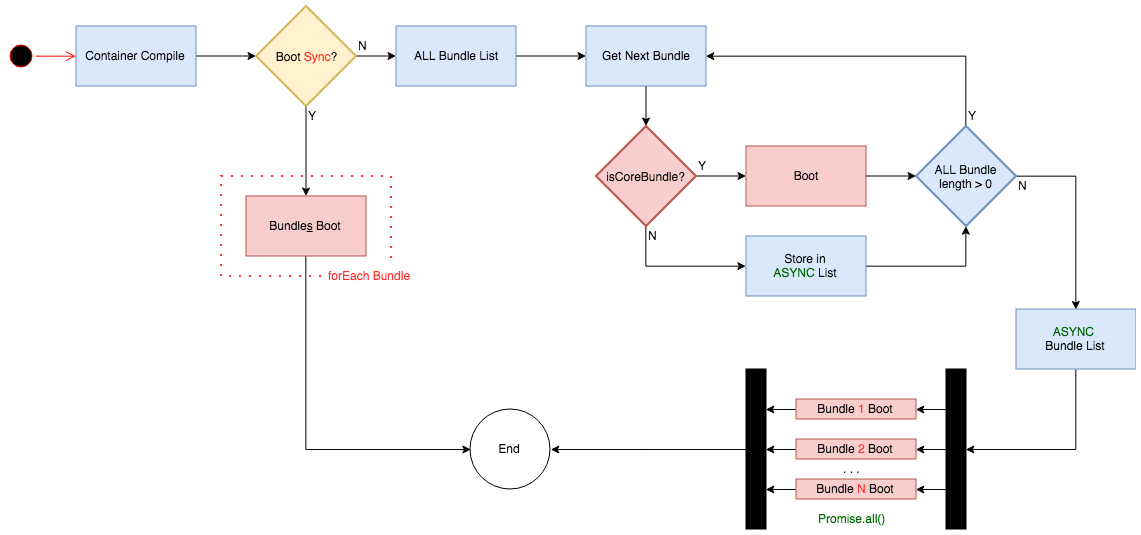 Container Compile
Boot Sync?
N
ALL Bundle List
Get Next Bundle
Y
Bundles Boot
forEach Bundle
isCoreBundle?
Y
Boot
N
Store in
ASYNC List
ALL Bundle
length > 0
Y
N
ASYNC
Bundle List
Bundle 1 Boot
Bundle 2 Boot
. . .
Bundle N Boot
Promise.all()
End